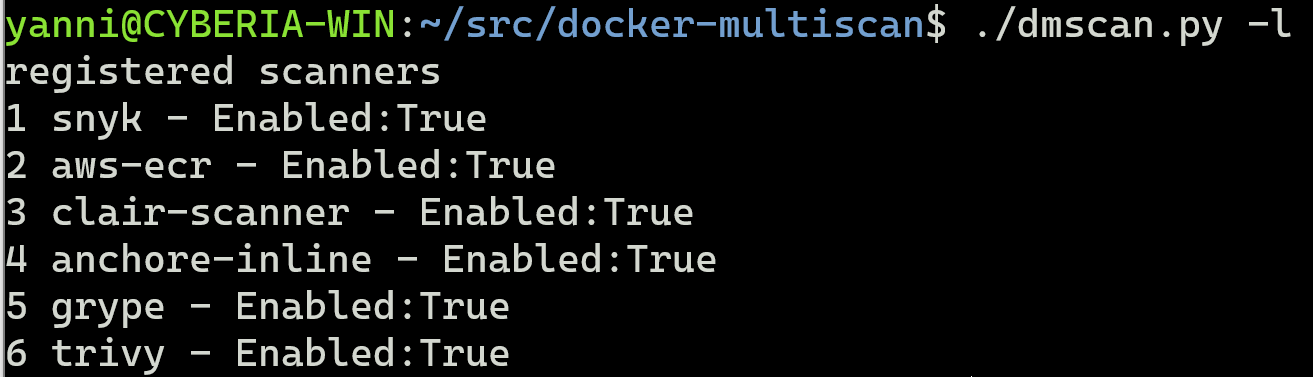 yanni@CYBERIA-WIN:~/src/docker-multiscan$ ./dmscan.py -l
registered scanners
1 snyk - Enabled:True
2 aws-ecr - Enabled:True
3 clair-scanner - Enabled:True
4 anchore-inline - Enabled:True
5 grype - Enabled:True
6 trivy - Enabled:True